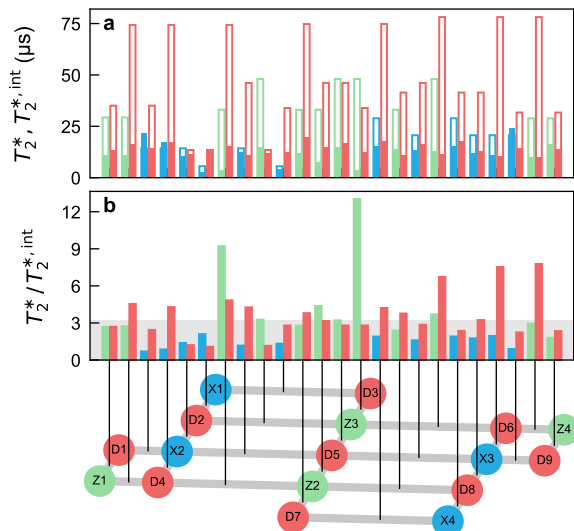 a
T₂*, T₂*,int (μs)
75
50
25
0
b
T₂*/T₂*,int
12
9
6
3
0
X1
D3
D2
Z3
D6
Z4
D1
X2
D5
X3
D9
Z1
D4
Z2
D8
D7
X4